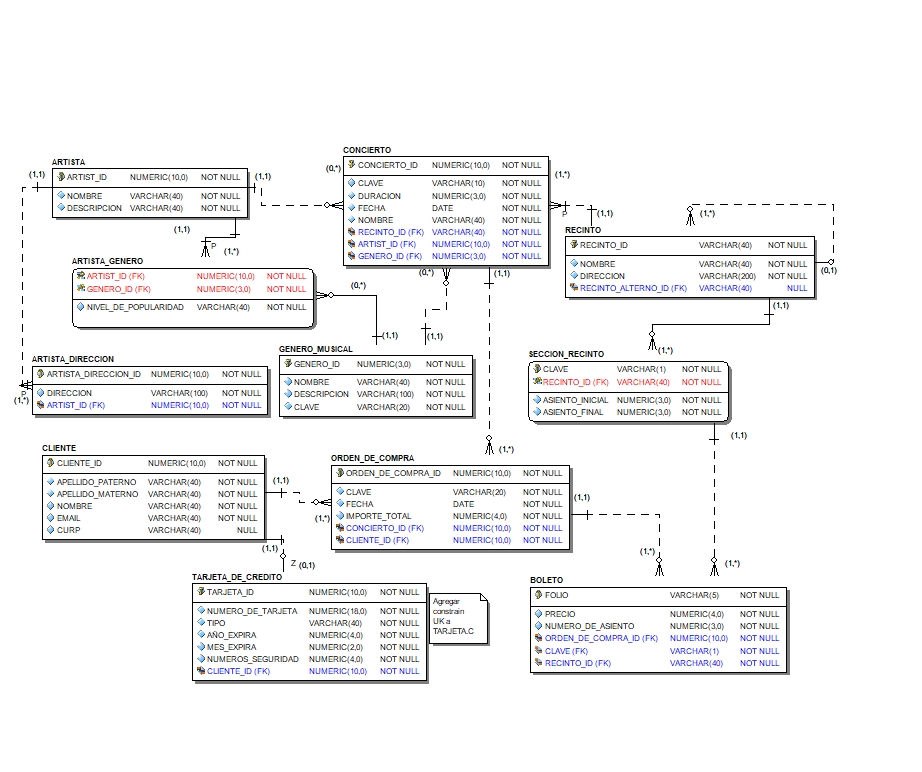 ARTISTA
ARTIST_ID NUMERIC(10,0) NOT NULL
NOMBRE VARCHAR(40) NOT NULL
DESCRIPCION VARCHAR(40) NOT NULL
(1,1)
(1,1)
(0,*)
(1,1)
P
(1,*)
CONCIERTO
CONCIERTO_ID NUMERIC(10,0) NOT NULL
CLAVE VARCHAR(10) NOT NULL
DURACION NUMERIC(3,0) NOT NULL
FECHA DATE NOT NULL
NOMBRE VARCHAR(40) NOT NULL
RECINTO_ID (FK) VARCHAR(40) NOT NULL
ARTIST_ID (FK) NUMERIC(10,0) NOT NULL
GENERO_ID (FK) NUMERIC(3,0) NOT NULL
(1,*)
P
(1,1)
(1,*)
(0,1)
RECINTO
RECINTO_ID VARCHAR(40) NOT NULL
NOMBRE VARCHAR(40) NOT NULL
DIRECCION VARCHAR(200) NOT NULL
RECINTO_ALTERNO_ID (FK) VARCHAR(40) NULL
(1,1)
(1,*)
ARTISTA_GENERO
ARTIST_ID (FK) NUMERIC(10,0) NOT NULL
GENERO_ID (FK) NUMERIC(3,0) NOT NULL
NIVEL_DE_POPULARIDAD VARCHAR(40) NOT NULL
(0,*)
(1,1)
(0,*)
(1,1)
(1,1)
GENERO_MUSICAL
GENERO_ID NUMERIC(3,0) NOT NULL
NOMBRE VARCHAR(40) NOT NULL
DESCRIPCION VARCHAR(100) NOT NULL
CLAVE VARCHAR(20) NOT NULL
ARTISTA_DIRECCION
ARTISTA_DIRECCION_ID NUMERIC(10,0) NOT NULL
DIRECCION VARCHAR(100) NOT NULL
ARTIST_ID (FK) NUMERIC(10,0) NOT NULL
P
(1,*)
SECCION_RECINTO
CLAVE VARCHAR(1) NOT NULL
RECINTO_ID (FK) VARCHAR(40) NOT NULL
ASIENTO_INICIAL NUMERIC(3,0) NOT NULL
ASIENTO_FINAL NUMERIC(3,0) NOT NULL
(1,1)
CLIENTE
CLIENTE_ID NUMERIC(10,0) NOT NULL
APELLIDO_PATERNO VARCHAR(40) NOT NULL
APELLIDO_MATERNO VARCHAR(40) NOT NULL
NOMBRE VARCHAR(40) NOT NULL
EMAIL VARCHAR(40) NOT NULL
CURP VARCHAR(40) NULL
(1,1)
(1,*)
(1,1)
Z (0,1)
(1,*)
ORDEN_DE_COMPRA
ORDEN_DE_COMPRA_ID NUMERIC(10,0) NOT NULL
CLAVE VARCHAR(20) NOT NULL
FECHA DATE NOT NULL
IMPORTE_TOTAL NUMERIC(4,0) NOT NULL
CONCIERTO_ID (FK) NUMERIC(10,0) NOT NULL
CLIENTE_ID (FK) NUMERIC(10,0) NOT NULL
(1,1)
(1,*)
(1,*)
TARJETA_DE_CREDITO
TARJETA_ID NUMERIC(10,0) NOT NULL
NUMERO_DE_TARJETA NUMERIC(18,0) NOT NULL
TIPO VARCHAR(40) NOT NULL
AÑO_EXPIRA NUMERIC(4,0) NOT NULL
MES_EXPIRA NUMERIC(2,0) NOT NULL
NUMEROS_SEGURIDAD NUMERIC(4,0) NOT NULL
CLIENTE_ID (FK) NUMERIC(10,0) NOT NULL
Agregar
constrain
UK a
TARJETA.C
BOLETO
FOLIO VARCHAR(5) NOT NULL
PRECIO NUMERIC(4,0) NOT NULL
NUMERO_DE_ASIENTO NUMERIC(3,0) NOT NULL
ORDEN_DE_COMPRA_ID (FK) NUMERIC(10,0) NOT NULL
CLAVE (FK) VARCHAR(1) NOT NULL
RECINTO_ID (FK) VARCHAR(40) NOT NULL